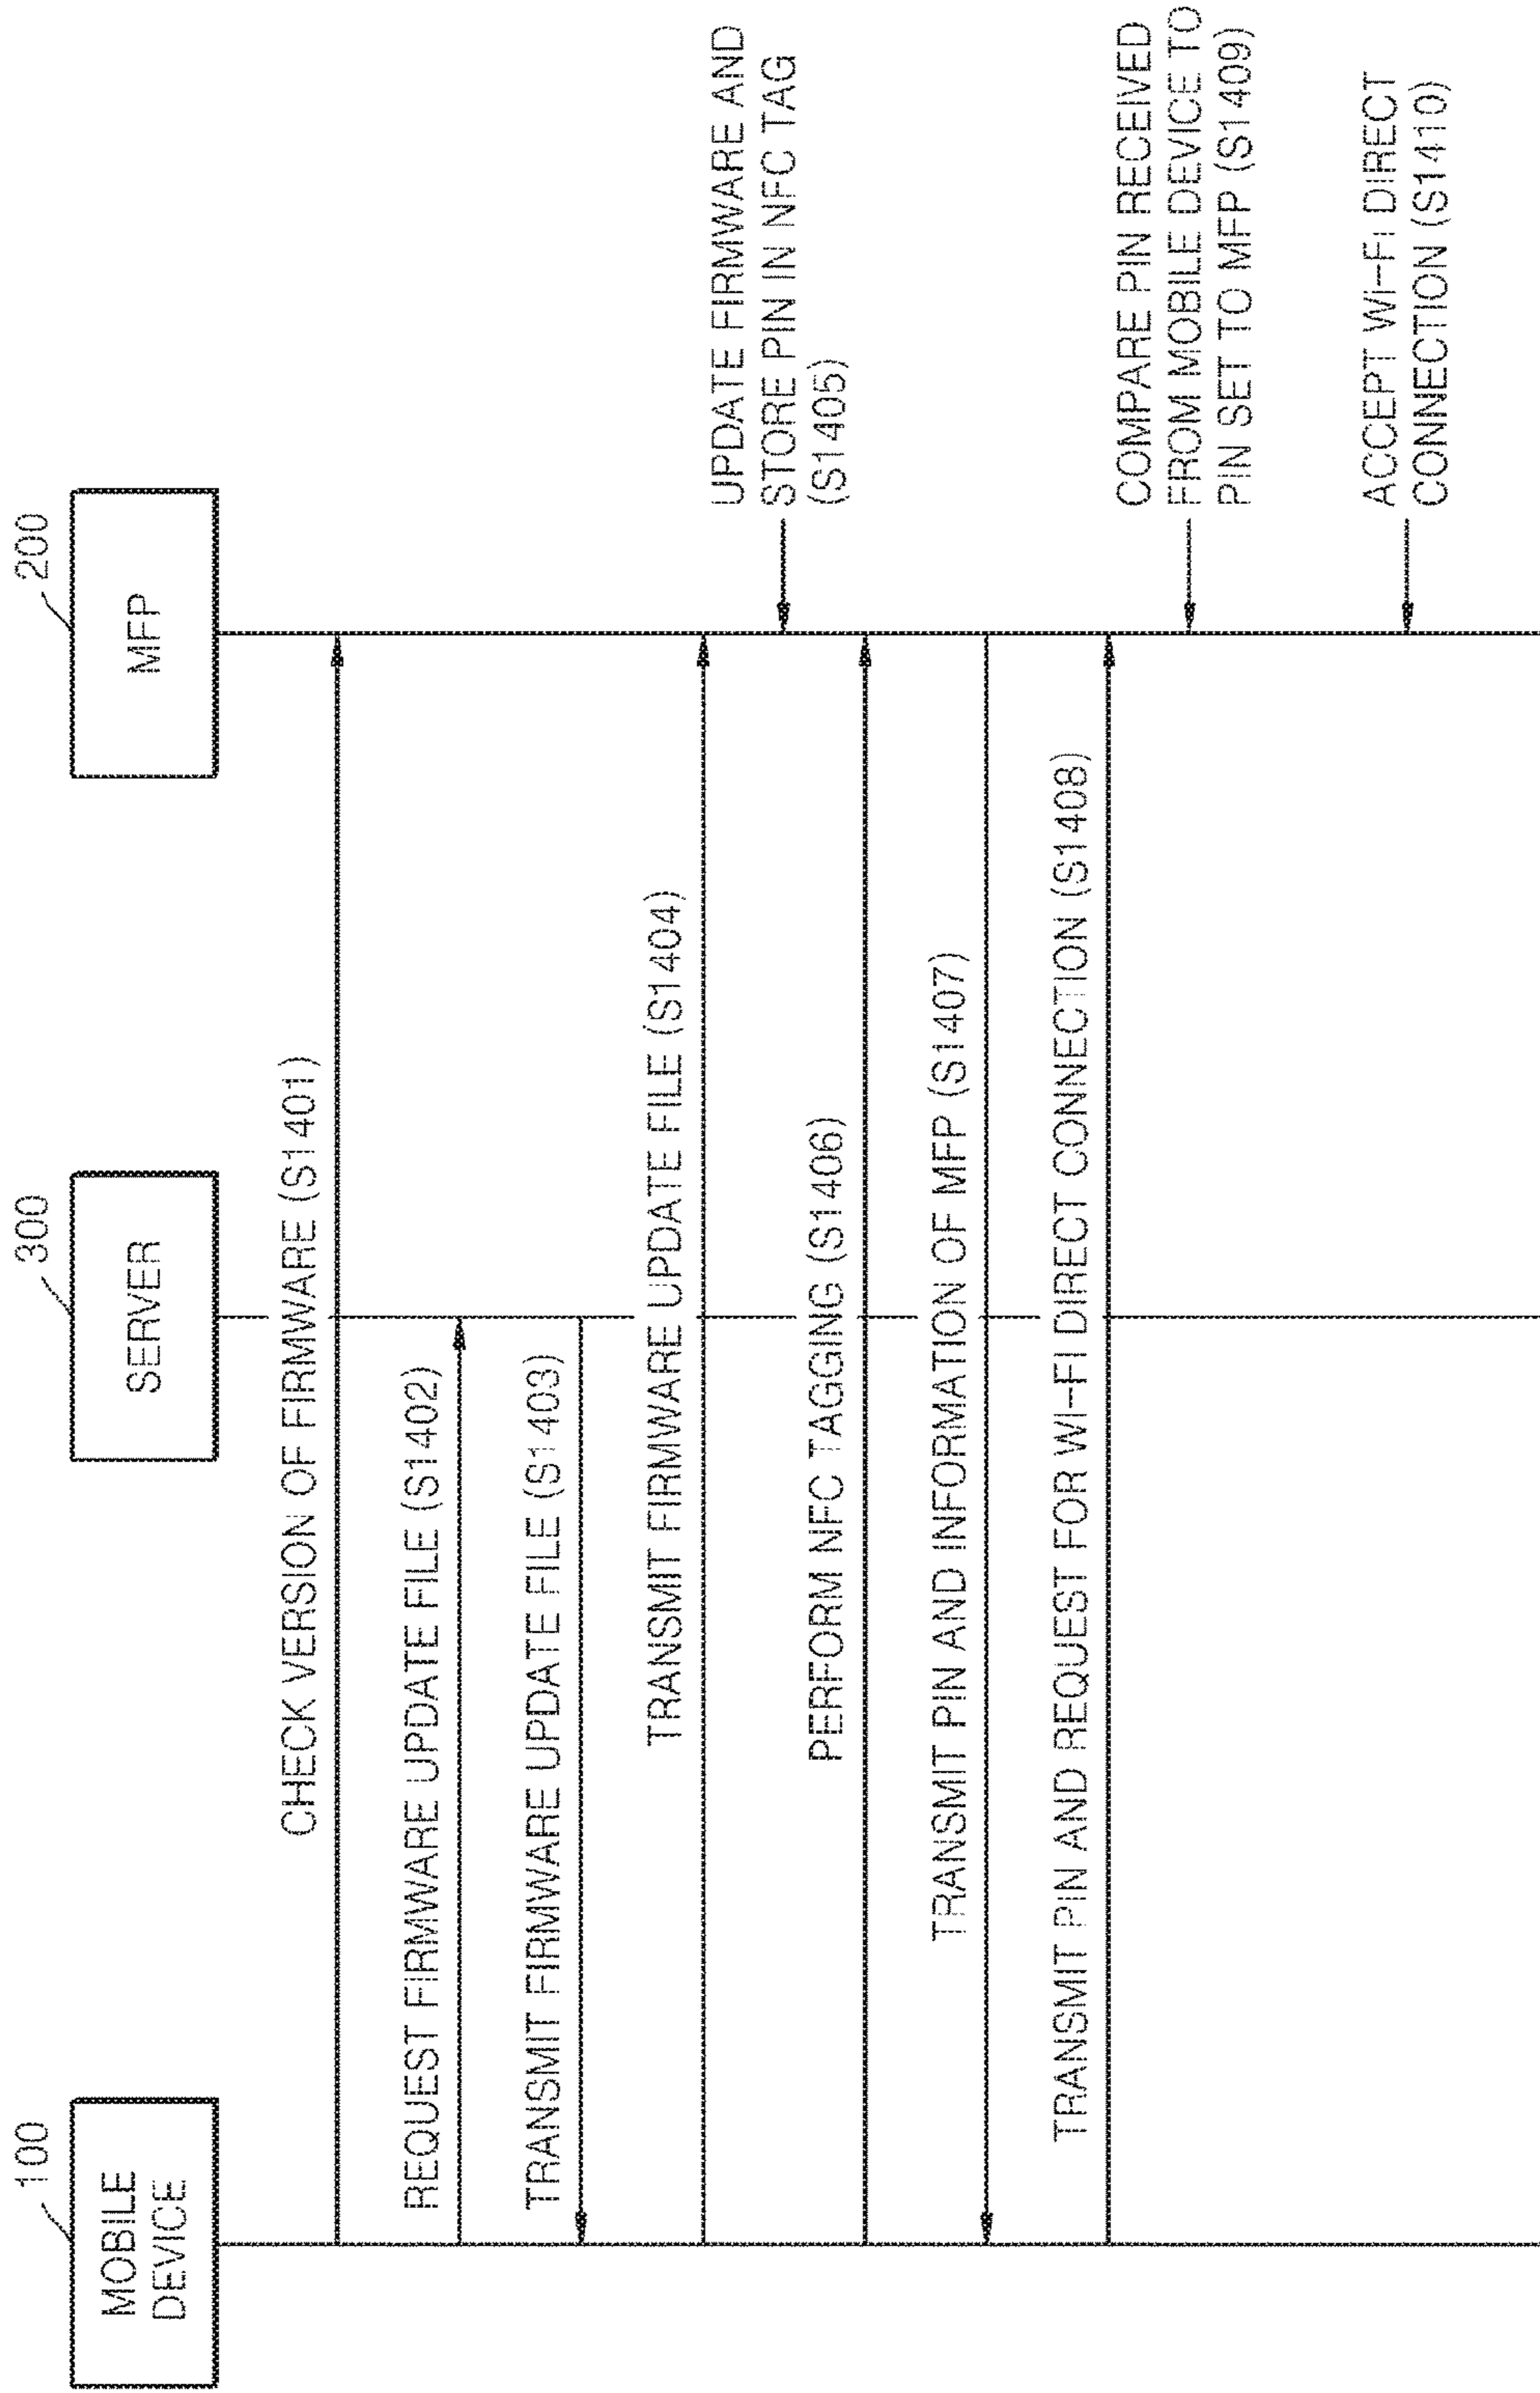 100
MOBILE
DEVICE
300
SERVER
200
MFP
CHECK VERSION OF FIRMWARE (S1401)
REQUEST FIRMWARE UPDATE FILE (S1402)
TRANSMIT FIRMWARE UPDATE FILE (S1403)
TRANSMIT FIRMWARE UPDATE FILE (S1404)
UPDATE FIRMWARE AND
STORE PIN IN NFC TAG
(S1405)
PERFORM NFC TAGGING (S1406)
TRANSMIT PIN AND INFORMATION OF MFP (S1407)
TRANSMIT PIN AND REQUEST FOR WI-FI DIRECT CONNECTION (S1408)
COMPARE PIN RECEIVED
FROM MOBILE DEVICE TO
PIN SET TO MFP (S1409)
ACCEPT Wi-Fi DIRECT
CONNECTION (S1410)